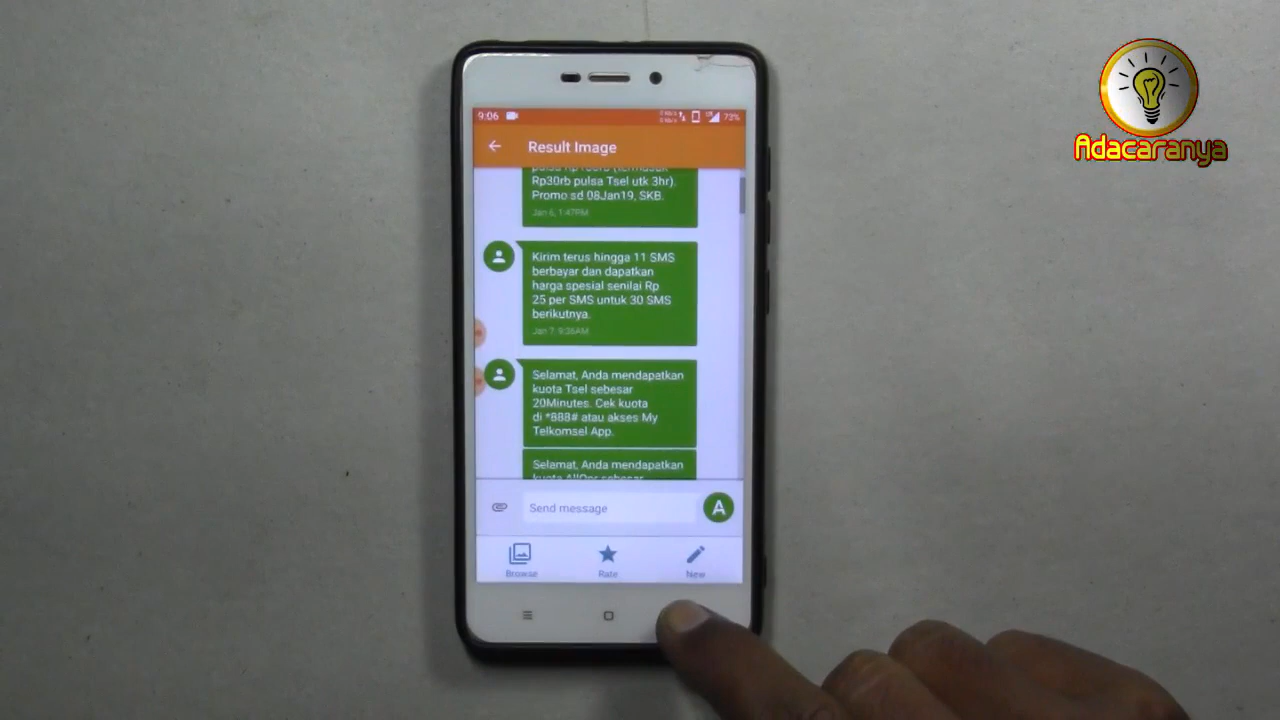 Adacaranya
9:06
73%
Result Image
Rp30rb pulsa Tsel utk 3hr).
Promo sd 08Jan19, SKB.
Jan 6, 1:47PM
Kirim terus hingga 11 SMS
berbayar dan dapatkan
harga spesial senilai Rp
25 per SMS untuk 30 SMS
berikutnya.
Jan 7, 9:36AM
Selamat, Anda mendapatkan
kuota Tsel sebesar
20Minutes. Cek kuota
di *888# atau akses My
Telkomsel App.
Selamat, Anda mendapatkan
Send message
A
Browse
Rate
New